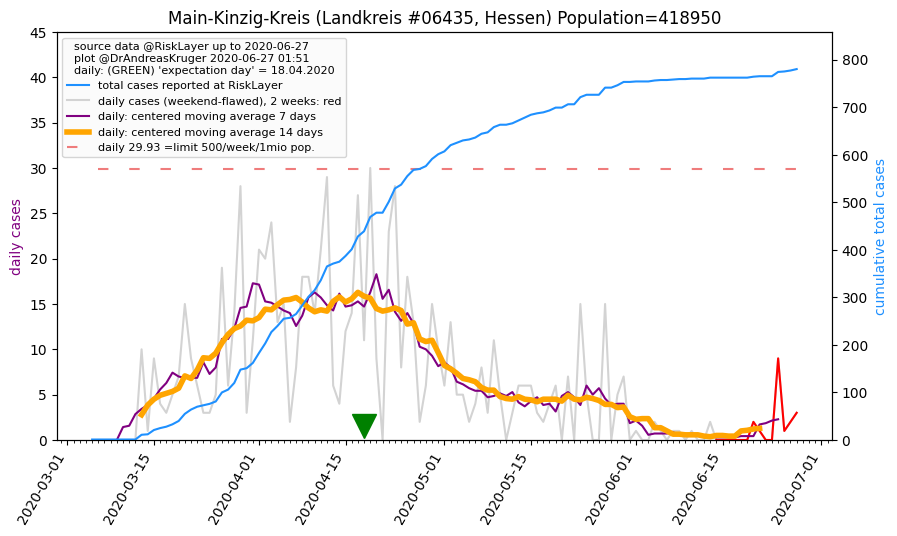 Main-Kinzig-Kreis (Landkreis #06435, Hessen) Population=418950
source data @RiskLayer up to 2020-06-27
plot @DrAndreasKruger 2020-06-27 01:51
daily: (GREEN) 'expectation day' = 18.04.2020
total cases reported at RiskLayer
daily cases (weekend-flawed), 2 weeks: red
daily: centered moving average 7 days
daily: centered moving average 14 days
daily 29.93 =limit 500/week/1mio pop.
daily cases
45
40
35
30
25
20
15
10
5
0
800
700
600
500
400
300
200
100
0
cumulative total cases
2020-03-01
2020-03-15
2020-04-01
2020-04-15
2020-05-01
2020-05-15
2020-06-01
2020-06-15
2020-07-01